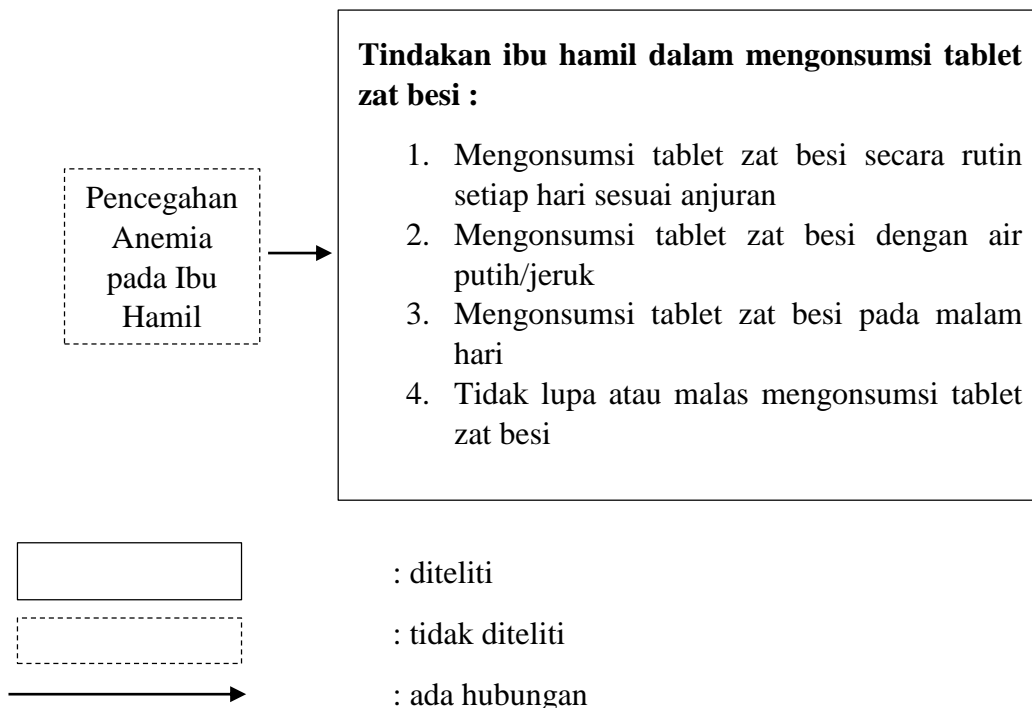 Pencegahan
Anemia
pada Ibu
Hamil
Tindakan ibu hamil dalam mengonsumsi tablet
zat besi :
1. Mengonsumsi tablet zat besi secara rutin
setiap hari sesuai anjuran
2. Mengonsumsi tablet zat besi dengan air
putih/jeruk
3. Mengonsumsi tablet zat besi pada malam
hari
4. Tidak lupa atau malas mengonsumsi tablet
zat besi
: diteliti
: tidak diteliti
: ada hubungan